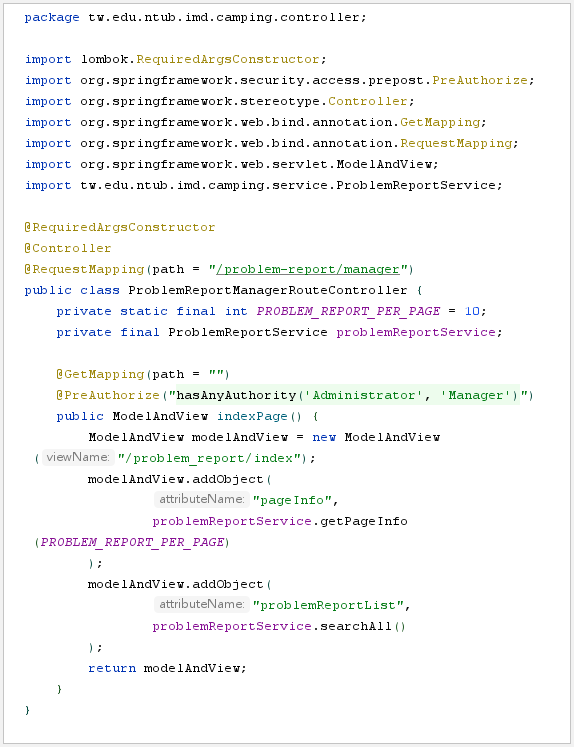 package tw.edu.ntub.imd.camping.controller;
import lombok.RequiredArgsConstructor;
import org.springframework.security.access.prepost.PreAuthorize;
import org.springframework.stereotype.Controller;
import org.springframework.web.bind.annotation.GetMapping;
import org.springframework.web.bind.annotation.RequestMapping;
import org.springframework.web.servlet.ModelAndView;
import tw.edu.ntub.imd.camping.service.ProblemReportService;
@RequiredArgsConstructor
@Controller
@RequestMapping(path = "/problem-report/manager")
public class ProblemReportManagerRouteController {
    private static final int PROBLEM_REPORT_PER_PAGE = 10;
    private final ProblemReportService problemReportService;
    @GetMapping(path = "")
    @PreAuthorize("hasAnyAuthority('Administrator', 'Manager')")
    public ModelAndView indexPage() {
        ModelAndView modelAndView = new ModelAndView
 ( viewName: "/problem_report/index");
        modelAndView.addObject(
                attributeName: "pageInfo",
                problemReportService.getPageInfo
 (PROBLEM_REPORT_PER_PAGE)
        );
        modelAndView.addObject(
                attributeName: "problemReportList",
                problemReportService.searchAll()
        );
        return modelAndView;
    }
}